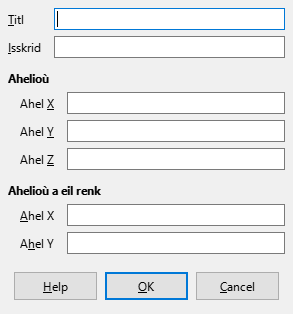 Titl
Isskrid
Ahelioù
Ahel X
Ahel Y
Ahel Z
Ahelioù a eil renk
Ahel X
Ahel Y
Help OK Cancel